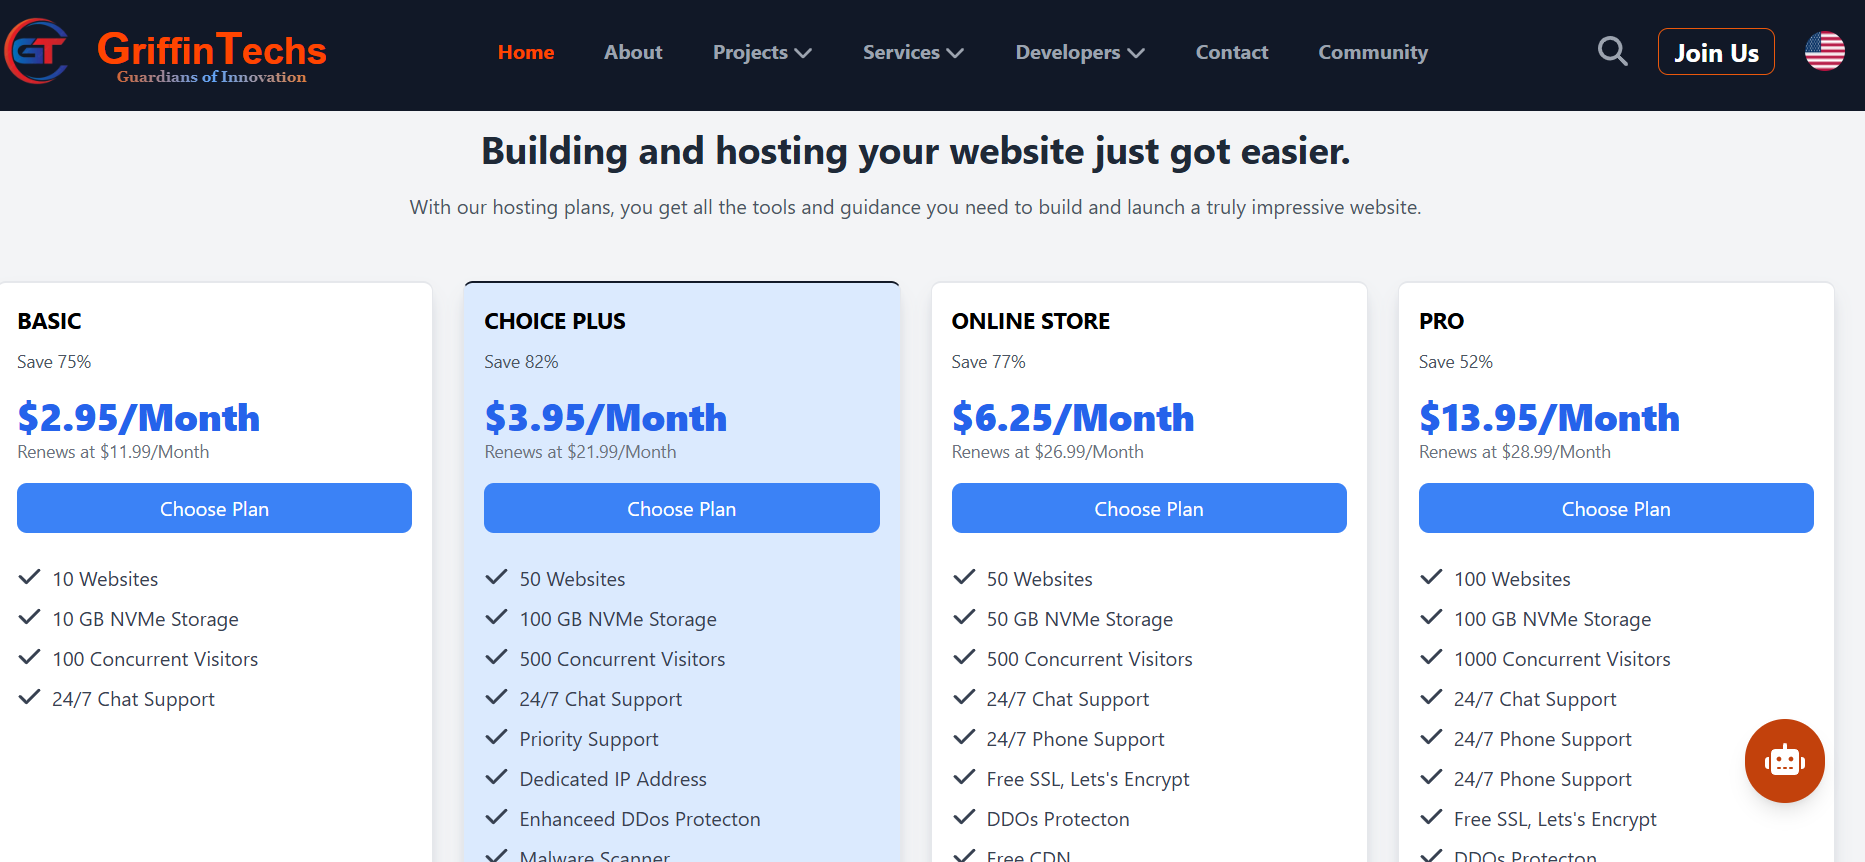 GT
GriffinTechs
Guardians of Innovation
Home About Projects Services Developers Contact Community Join Us
Building and hosting your website just got easier.
With our hosting plans, you get all the tools and guidance you need to build and launch a truly impressive website.
BASIC
Save 75%
$2.95/Month
Renews at $11.99/Month
Choose Plan
10 Websites
10 GB NVMe Storage
100 Concurrent Visitors
24/7 Chat Support
CHOICE PLUS
Save 82%
$3.95/Month
Renews at $21.99/Month
Choose Plan
50 Websites
100 GB NVMe Storage
500 Concurrent Visitors
24/7 Chat Support
Priority Support
Dedicated IP Address
Enhanceed DDos Protecton
Malware Scanner
ONLINE STORE
Save 77%
$6.25/Month
Renews at $26.99/Month
Choose Plan
50 Websites
50 GB NVMe Storage
500 Concurrent Visitors
24/7 Chat Support
24/7 Phone Support
Free SSL, Lets's Encrypt
DDOs Protecton
Free CDN
PRO
Save 52%
$13.95/Month
Renews at $28.99/Month
Choose Plan
100 Websites
100 GB NVMe Storage
1000 Concurrent Visitors
24/7 Chat Support
24/7 Phone Support
24/7 Phone Support
Free SSL, Lets's Encrypt
DDOs Protecton